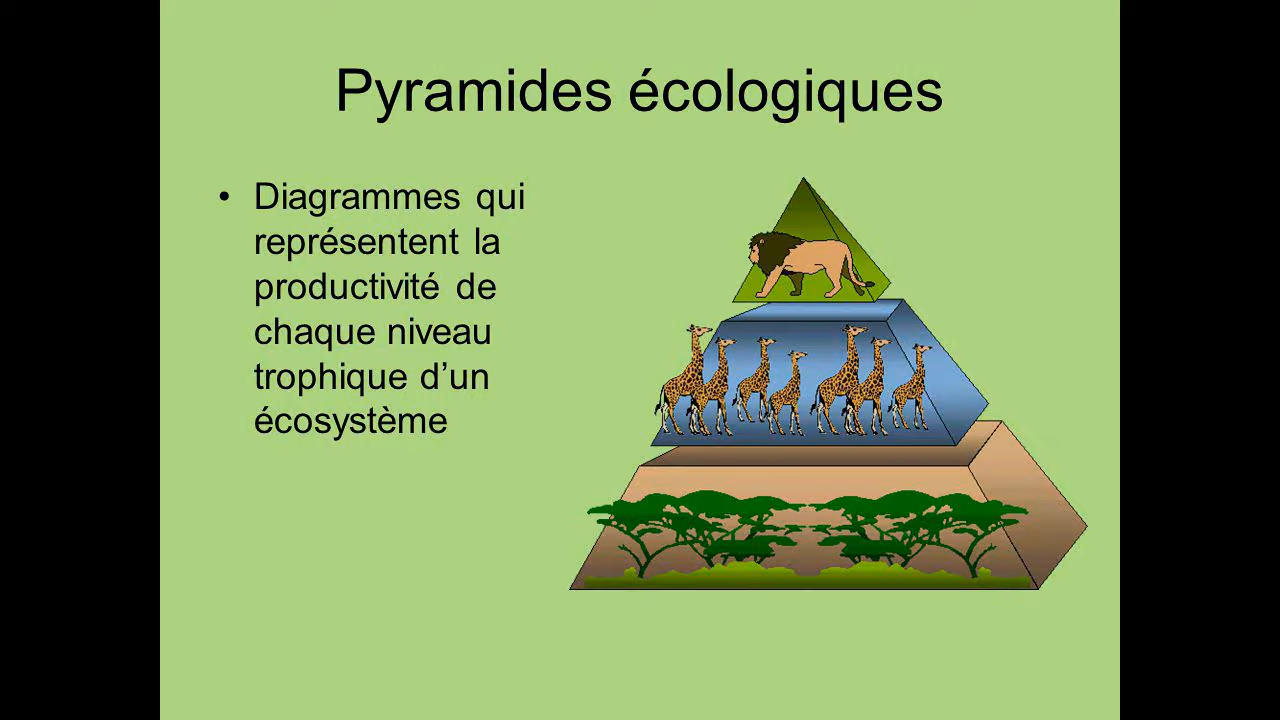 Pyramides écologiques
• Diagrammes qui
représentent la
productivité de
chaque niveau
trophique d’un
écosystème